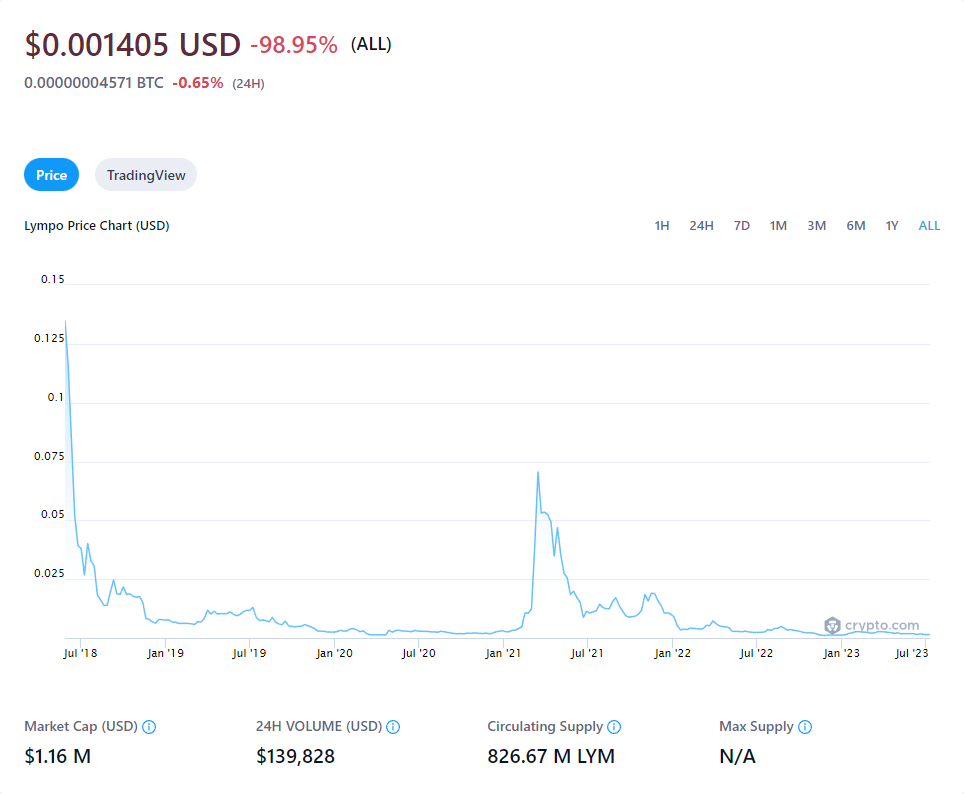 $0.001405 USD -98.95% (ALL)
0.00000004571 BTC -0.65% (24H)
Price TradingView
Lympo Price Chart (USD) 1H 24H 7D 1M 3M 6M 1Y ALL
0.15
0.125
0.1
0.075
0.05
0.025
crypto.com
Jul '18 Jan '19 Jul '19 Jan '20 Jul '20 Jan '21 Jul '21 Jan '22 Jul '22 Jan '23 Jul '23
Market Cap (USD) 24H VOLUME (USD) Circulating Supply Max Supply
$1.16 M $139,828 826.67 M LYM N/A